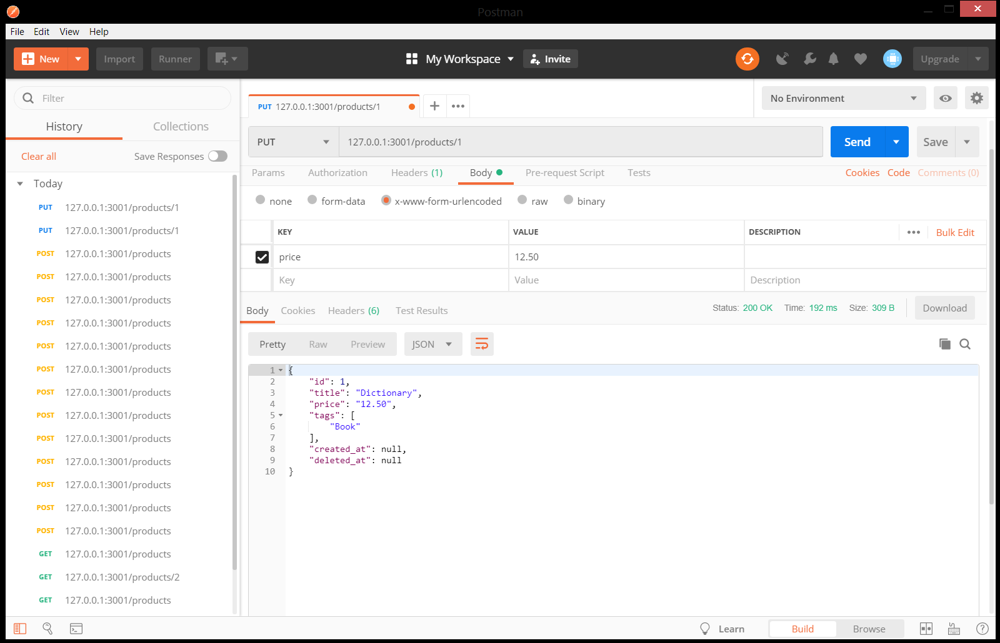 Postman
File Edit View Help
New Import Runner My Workspace Invite Upgrade
Filter
History Collections
Clear all Save Responses
Today
PUT 127.0.0.1:3001/products/1
PUT 127.0.0.1:3001/products/1
POST 127.0.0.1:3001/products
POST 127.0.0.1:3001/products
POST 127.0.0.1:3001/products
POST 127.0.0.1:3001/products
POST 127.0.0.1:3001/products
POST 127.0.0.1:3001/products
POST 127.0.0.1:3001/products
POST 127.0.0.1:3001/products
POST 127.0.0.1:3001/products
POST 127.0.0.1:3001/products
POST 127.0.0.1:3001/products
POST 127.0.0.1:3001/products
POST 127.0.0.1:3001/products
GET 127.0.0.1:3001/products
GET 127.0.0.1:3001/products/2
GET 127.0.0.1:3001/products
PUT 127.0.0.1:3001/products/1
No Environment
PUT 127.0.0.1:3001/products/1 Send Save
Params Authorization Headers (1) Body Pre-request Script Tests Cookies Code Comments (0)
none form-data x-www-form-urlencoded raw binary
KEY VALUE DESCRIPTION Bulk Edit
price 12.50
Key Value Description
Body Cookies Headers (6) Test Results Status: 200 OK Time: 192 ms Size: 309 B Download
Pretty Raw Preview JSON
1 {
2 "id": 1,
3 "title": "Dictionary",
4 "price": "12.50",
5 "tags": [
6 "Book"
7 ],
8 "created_at": null,
9 "deleted_at": null
10 }
Learn Build Browse